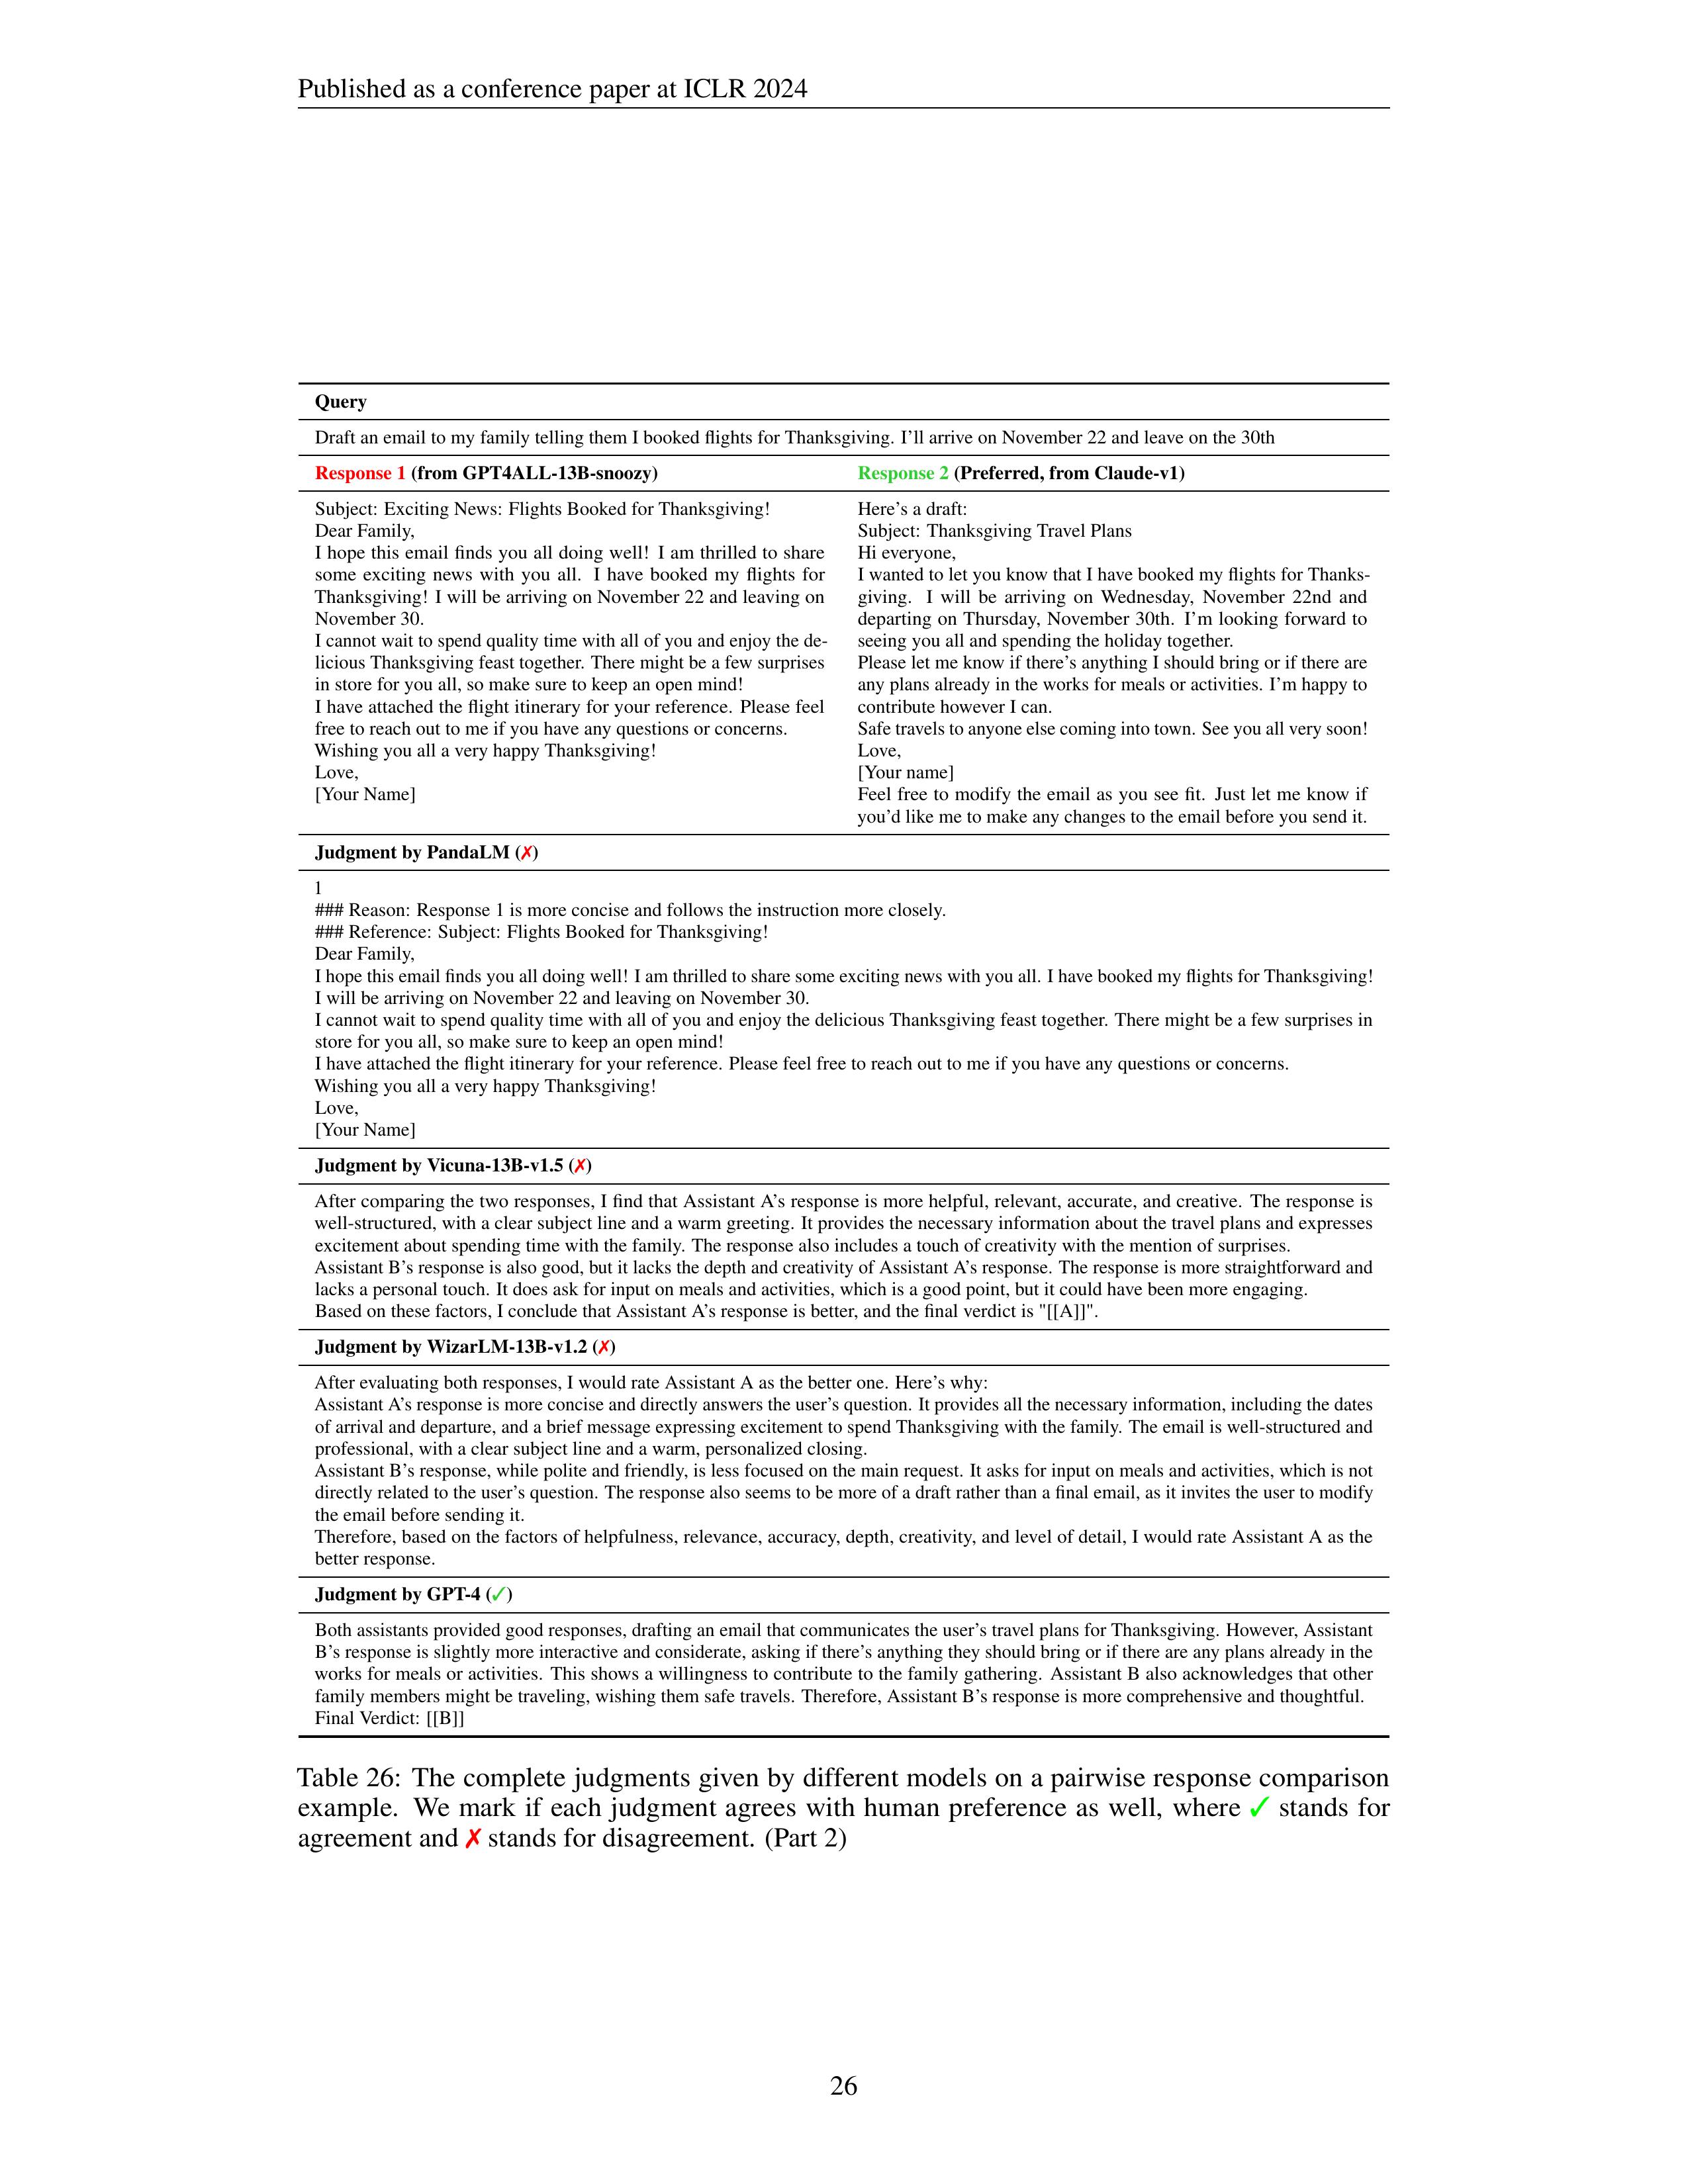 Published as a conference paper at ICLR 2024
Query
Draft an email to my family telling them I booked flights for Thanksgiving. I’ll arrive on November 22 and leave on the 30th
Response 1 (from GPT4ALL-13B-snoozy)
Subject: Exciting News: Flights Booked for Thanksgiving!
Dear Family,
I hope this email finds you all doing well! I am thrilled to share
some exciting news with you all. I have booked my flights for
Thanksgiving! I will be arriving on November 22 and leaving on
November 30.
I cannot wait to spend quality time with all of you and enjoy the de-
licious Thanksgiving feast together. There might be a few surprises
in store for you all, so make sure to keep an open mind!
I have attached the flight itinerary for your reference. Please feel
free to reach out to me if you have any questions or concerns.
Wishing you all a very happy Thanksgiving!
Love,
[Your Name]
Response 2 (Preferred, from Claude-v1)
Here’s a draft:
Subject: Thanksgiving Travel Plans
Hi everyone,
I wanted to let you know that I have booked my flights for Thanks-
giving. I will be arriving on Wednesday, November 22nd and
departing on Thursday, November 30th. I’m looking forward to
seeing you all and spending the holiday together.
Please let me know if there’s anything I should bring or if there are
any plans already in the works for meals or activities. I’m happy to
contribute however I can.
Safe travels to anyone else coming into town. See you all very soon!
Love,
[Your name]
Feel free to modify the email as you see fit. Just let me know if
you’d like me to make any changes to the email before you send it.
Judgment by PandaLM (✗)
1
### Reason: Response 1 is more concise and follows the instruction more closely.
### Reference: Subject: Flights Booked for Thanksgiving!
Dear Family,
I hope this email finds you all doing well! I am thrilled to share some exciting news with you all. I have booked my flights for Thanksgiving!
I will be arriving on November 22 and leaving on November 30.
I cannot wait to spend quality time with all of you and enjoy the delicious Thanksgiving feast together. There might be a few surprises in
store for you all, so make sure to keep an open mind!
I have attached the flight itinerary for your reference. Please feel free to reach out to me if you have any questions or concerns.
Wishing you all a very happy Thanksgiving!
Love,
[Your Name]
Judgment by Vicuna-13B-v1.5 (✗)
After comparing the two responses, I find that Assistant A’s response is more helpful, relevant, accurate, and creative. The response is
well-structured, with a clear subject line and a warm greeting. It provides the necessary information about the travel plans and expresses
excitement about spending time with the family. The response also includes a touch of creativity with the mention of surprises.
Assistant B’s response is also good, but it lacks the depth and creativity of Assistant A’s response. The response is more straightforward and
lacks a personal touch. It does ask for input on meals and activities, which is a good point, but it could have been more engaging.
Based on these factors, I conclude that Assistant A’s response is better, and the final verdict is "[[A]]".
Judgment by WizarLM-13B-v1.2 (✗)
After evaluating both responses, I would rate Assistant A as the better one. Here’s why:
Assistant A’s response is more concise and directly answers the user’s question. It provides all the necessary information, including the dates
of arrival and departure, and a brief message expressing excitement to spend Thanksgiving with the family. The email is well-structured and
professional, with a clear subject line and a warm, personalized closing.
Assistant B’s response, while polite and friendly, is less focused on the main request. It asks for input on meals and activities, which is not
directly related to the user’s question. The response also seems to be more of a draft rather than a final email, as it invites the user to modify
the email before sending it.
Therefore, based on the factors of helpfulness, relevance, accuracy, depth, creativity, and level of detail, I would rate Assistant A as the
better response.
Judgment by GPT-4 (✓)
Both assistants provided good responses, drafting an email that communicates the user’s travel plans for Thanksgiving. However, Assistant
B’s response is slightly more interactive and considerate, asking if there’s anything they should bring or if there are any plans already in the
works for meals or activities. This shows a willingness to contribute to the family gathering. Assistant B also acknowledges that other
family members might be traveling, wishing them safe travels. Therefore, Assistant B’s response is more comprehensive and thoughtful.
Final Verdict: [[B]]
Table 26: The complete judgments given by different models on a pairwise response comparison
example. We mark if each judgment agrees with human preference as well, where ✓ stands for
agreement and ✗ stands for disagreement. (Part 2)
26